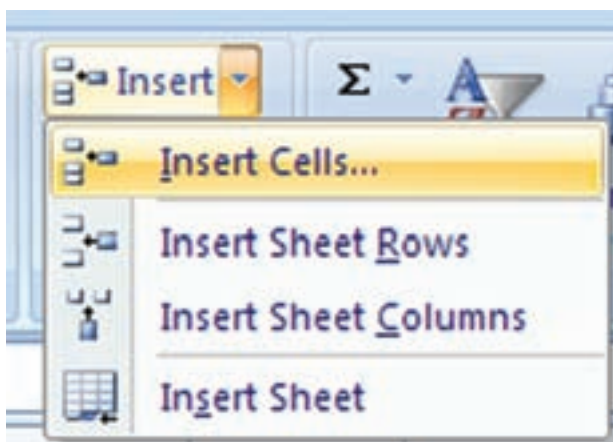 Insert Σ
Insert Cells...
Insert Sheet Rows
Insert Sheet Columns
Insert Sheet